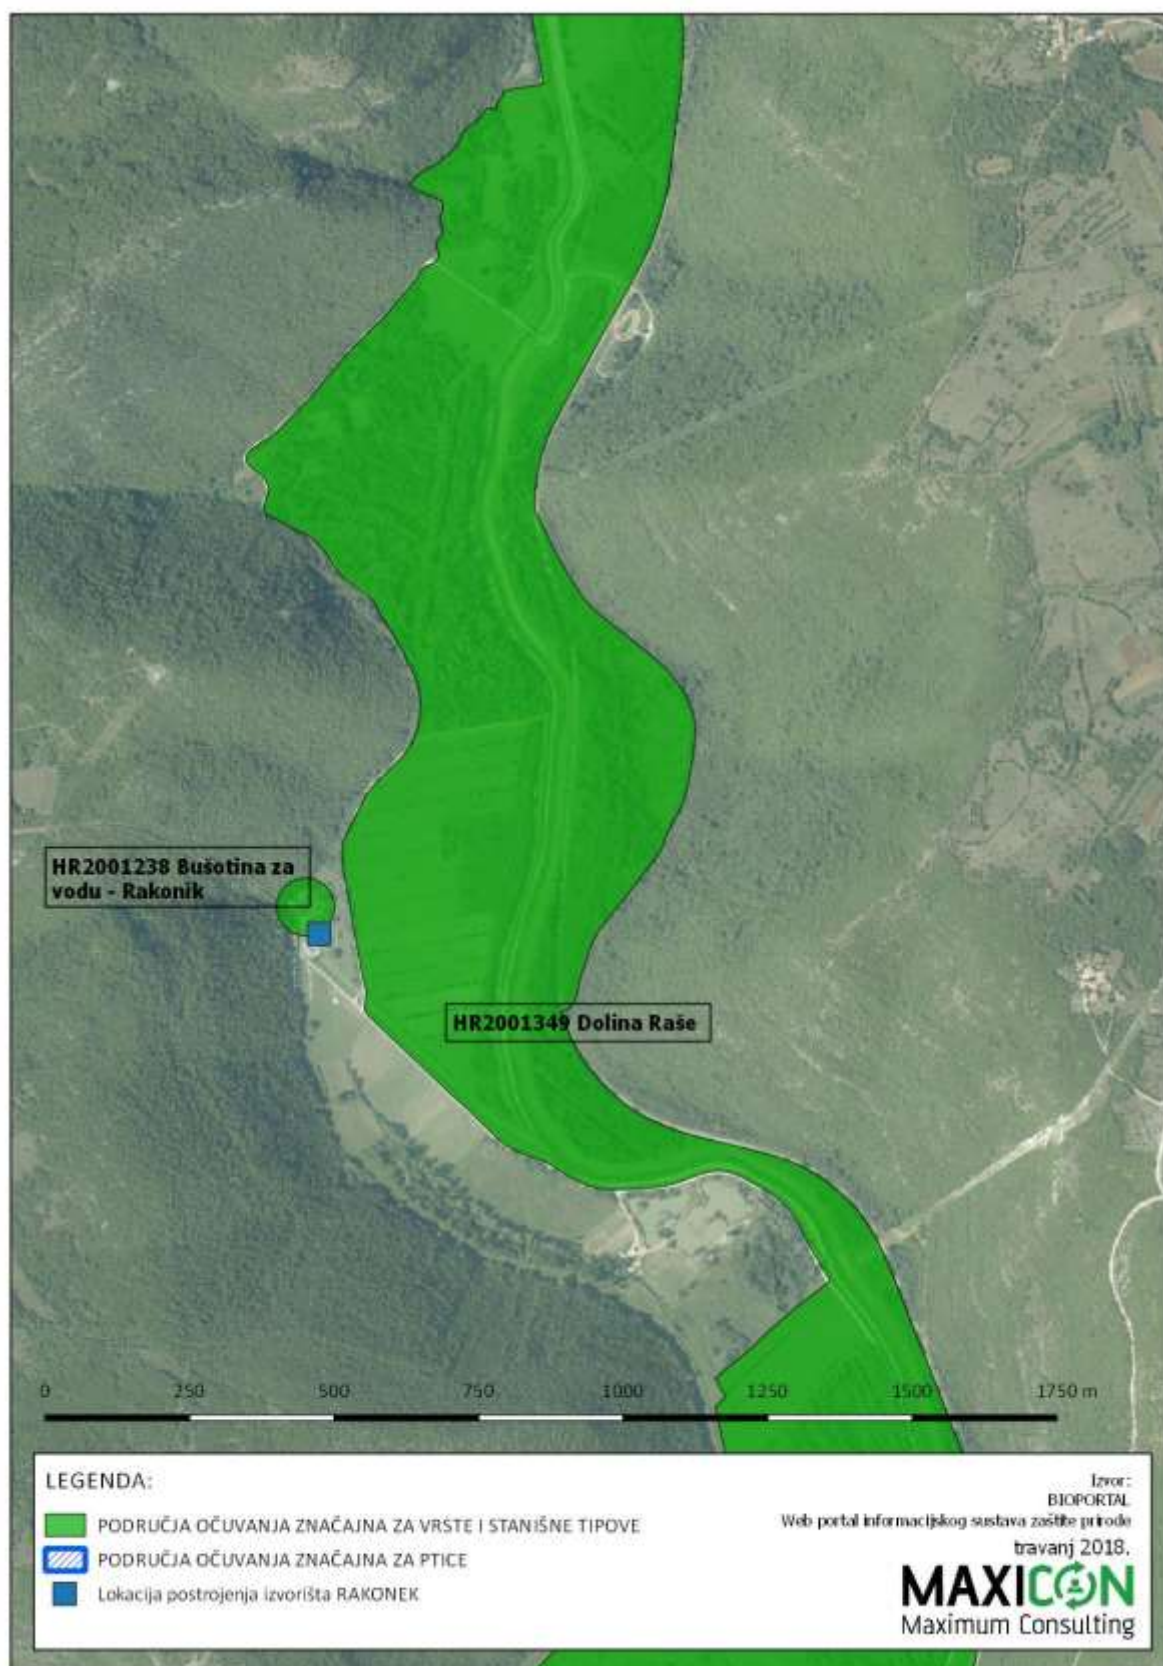 HR2001238 Bušotina za
vodu - Rakonik
HR2001349 Dolina Raše
0 250 500 750 1000 1250 1500 1750 m
LEGENDA:
PODRUČJA OČUVANJA ZNAČAJNA ZA VRSTE I STANIŠNE TIPOVE
PODRUČJA OČUVANJA ZNAČAJNA ZA PTICE
Lokacija postrojenja izvorišta RAKONEK
Izvor:
BIOPORTAL
Web portal informacijskog sustava zaštite prirode
travanj 2018.
MAXICON
Maximum Consulting